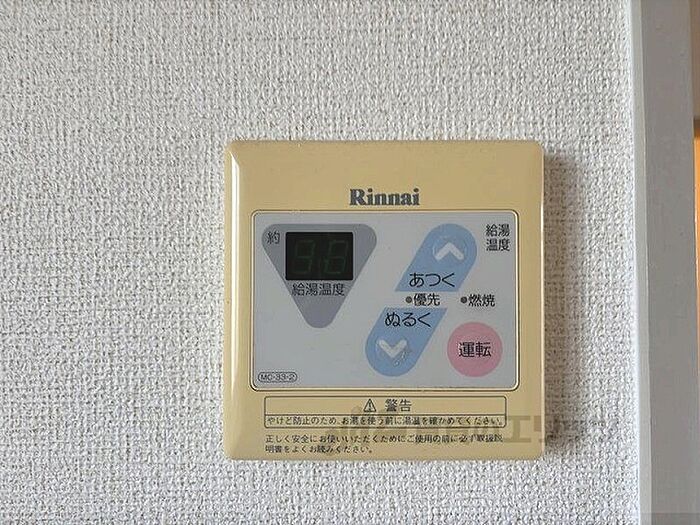 Rinnai
約
給湯温度
給湯
温度
あつく
優先
燃焼
ぬるく
運転
MC-33-2
⚠ 警告
やけど防止のため、お湯を使う前に湯温を確かめてください。
正しく安全にお使いいただくためにご使用の前に必ず取扱説
明書をよくお読みください。